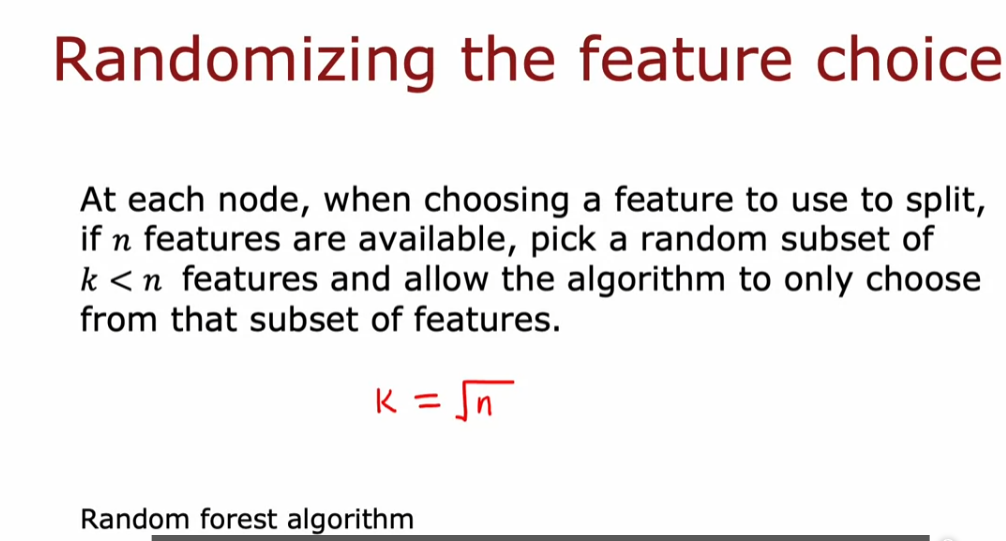 Randomizing the feature choice
At each node, when choosing a feature to use to split,
if n features are available, pick a random subset of
k < n features and allow the algorithm to only choose
from that subset of features.
K = √n
Random forest algorithm